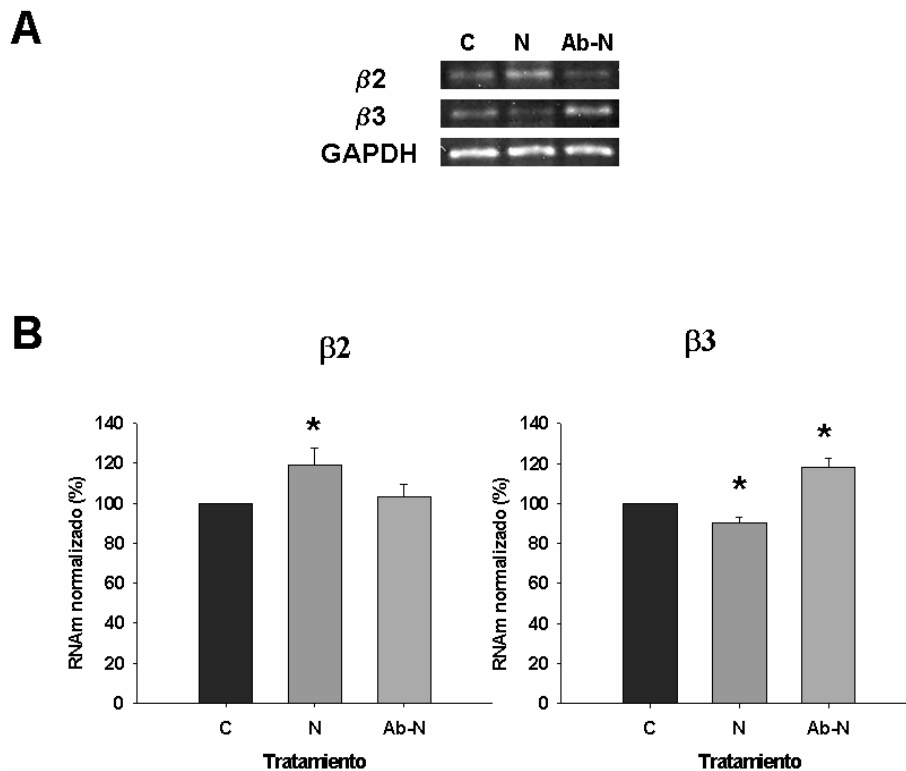 A
C N Ab-N
β2
β3
GAPDH
B
β2
RNAm normalizado (%)
140
120
100
80
60
40
20
0
*
C N Ab-N
Tratamiento
β3
RNAm normalizado (%)
140
120
100
80
60
40
20
0
*
*
C N Ab-N
Tratamiento